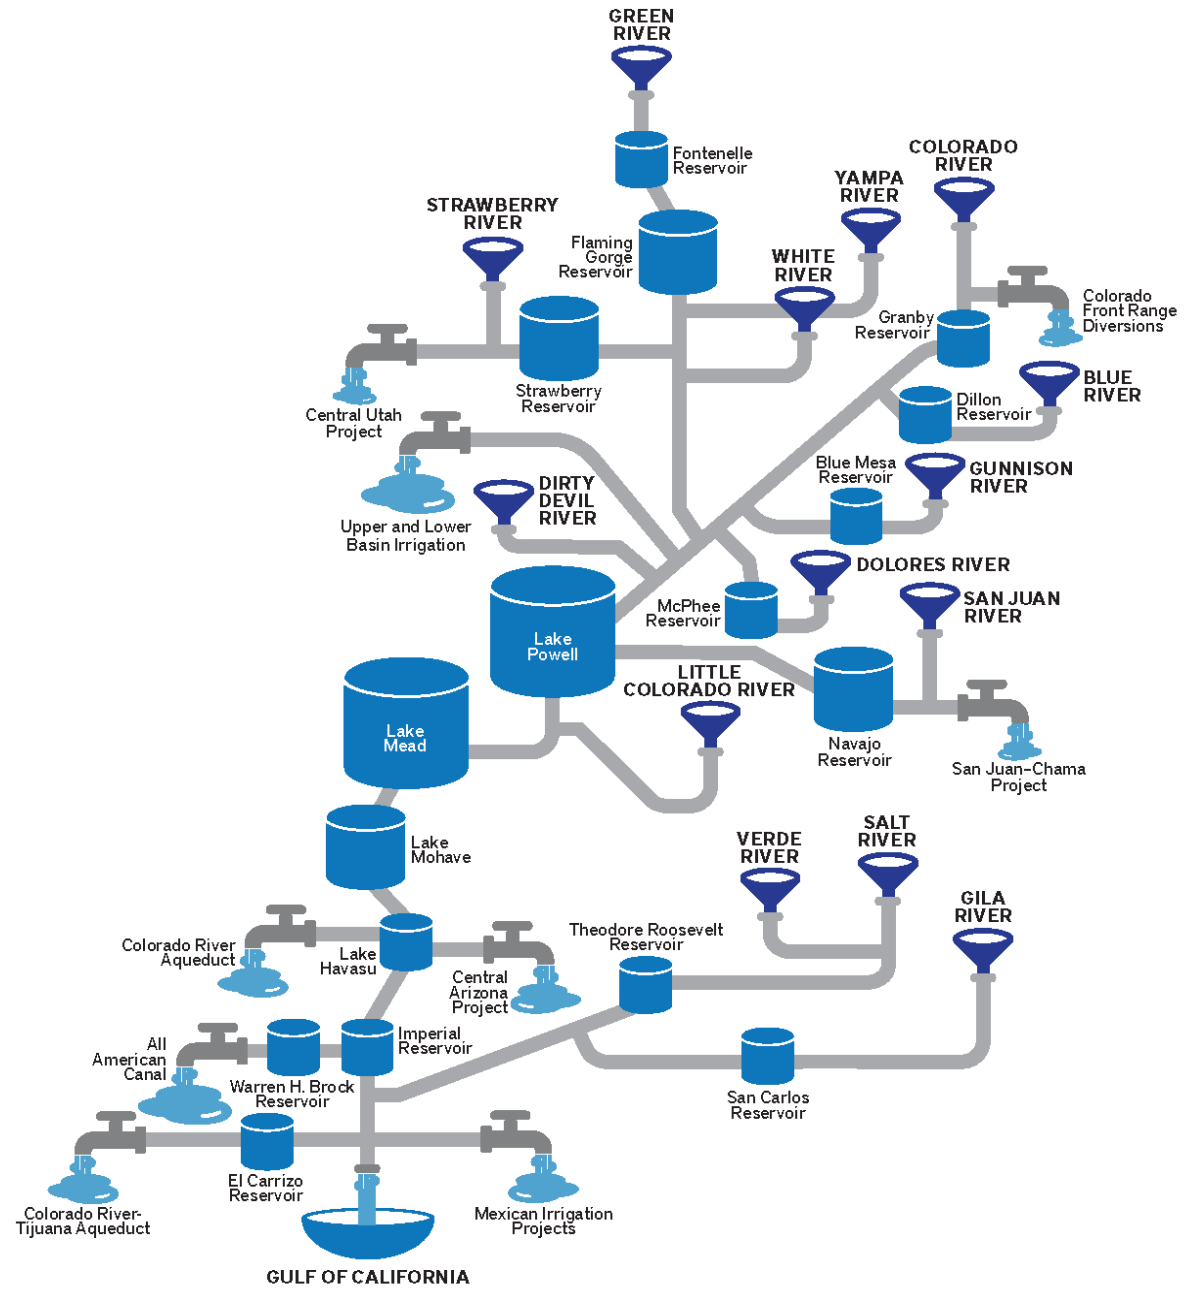 GREEN
RIVER
Fontenelle
Reservoir
COLORADO
RIVER
YAMPA
RIVER
STRAWBERRY
RIVER
Flaming
Gorge
Reservoir
WHITE
RIVER
Colorado
Front Range
Diversions
Granby
Reservoir
BLUE
RIVER
Strawberry
Reservoir
Dillon
Reservoir
Central Utah
Project
Blue Mesa
Reservoir
GUNNISON
RIVER
DIRTY
DEVIL
RIVER
Upper and Lower
Basin Irrigation
DOLORES RIVER
McPhee
Reservoir
SAN JUAN
RIVER
Lake
Powell
LITTLE
COLORADO RIVER
Lake
Mead
Navajo
Reservoir
San Juan–Chama
Project
Lake
Mohave
VERDE
RIVER
SALT
RIVER
GILA
RIVER
Theodore Roosevelt
Reservoir
Colorado River
Aqueduct
Lake
Havasu
Central
Arizona
Project
All
American
Canal
Imperial
Reservoir
Warren H. Brock
Reservoir
San Carlos
Reservoir
El Carrizo
Reservoir
Colorado River-
Tijuana Aqueduct
Mexican Irrigation
Projects
GULF OF CALIFORNIA